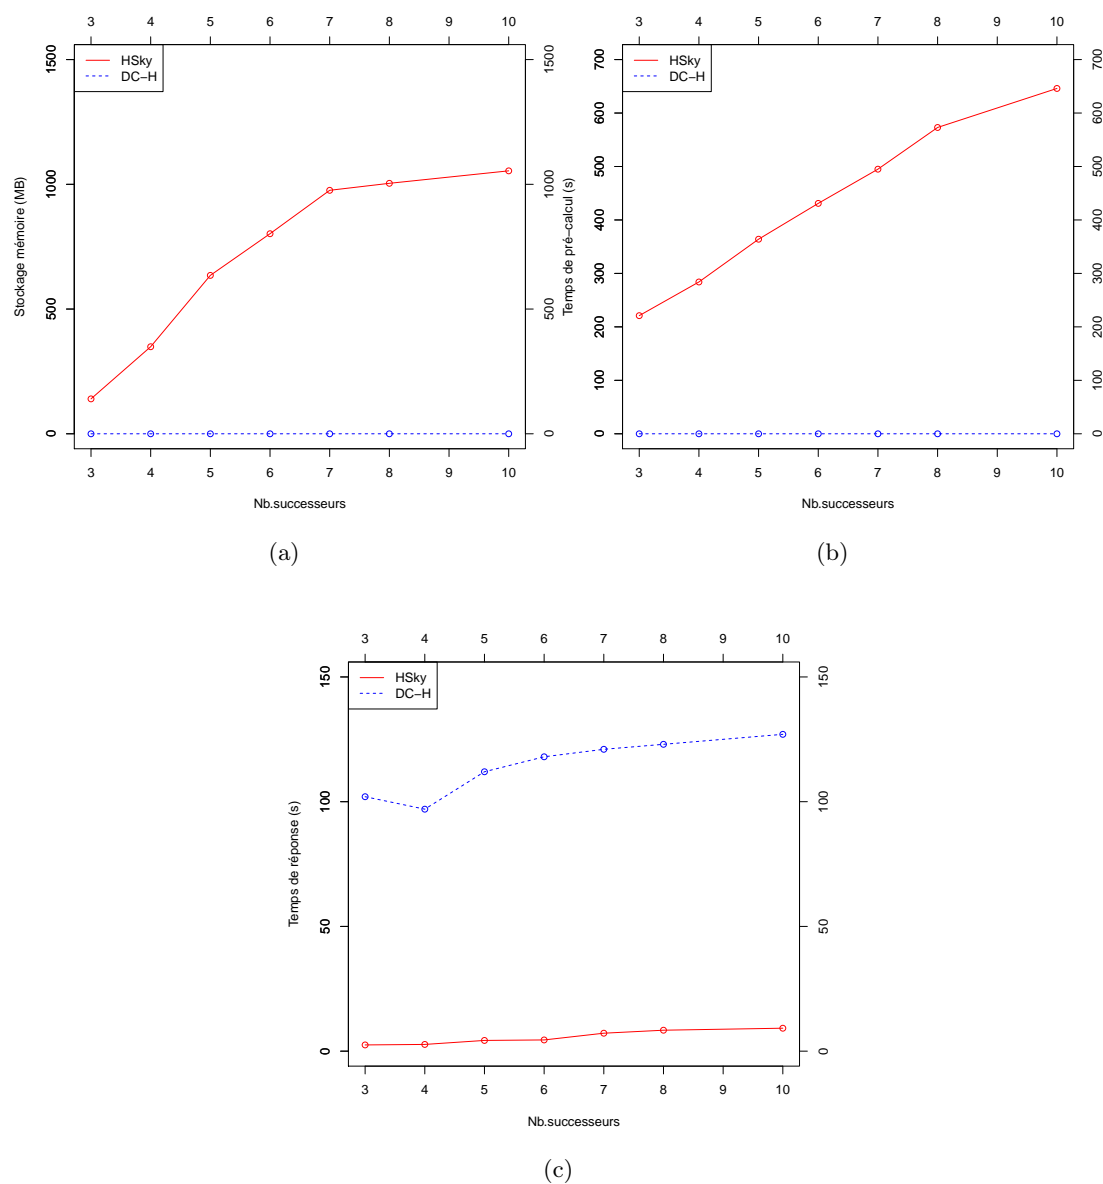 3 4 5 6 7 8 9 10
HSky
DC−H
1500
1000
500
0
Stockage mémoire (MB)
1500
1000
500
0
3 4 5 6 7 8 9 10
Nb.successeurs
(a)
3 4 5 6 7 8 9 10
HSky
DC−H
700
600
500
400
300
200
100
0
Temps de pré−calcul (s)
700
600
500
400
300
200
100
0
3 4 5 6 7 8 9 10
Nb.successeurs
(b)
3 4 5 6 7 8 9 10
HSky
DC−H
150
100
50
0
Temps de réponse (s)
150
100
50
0
3 4 5 6 7 8 9 10
Nb.successeurs
(c)